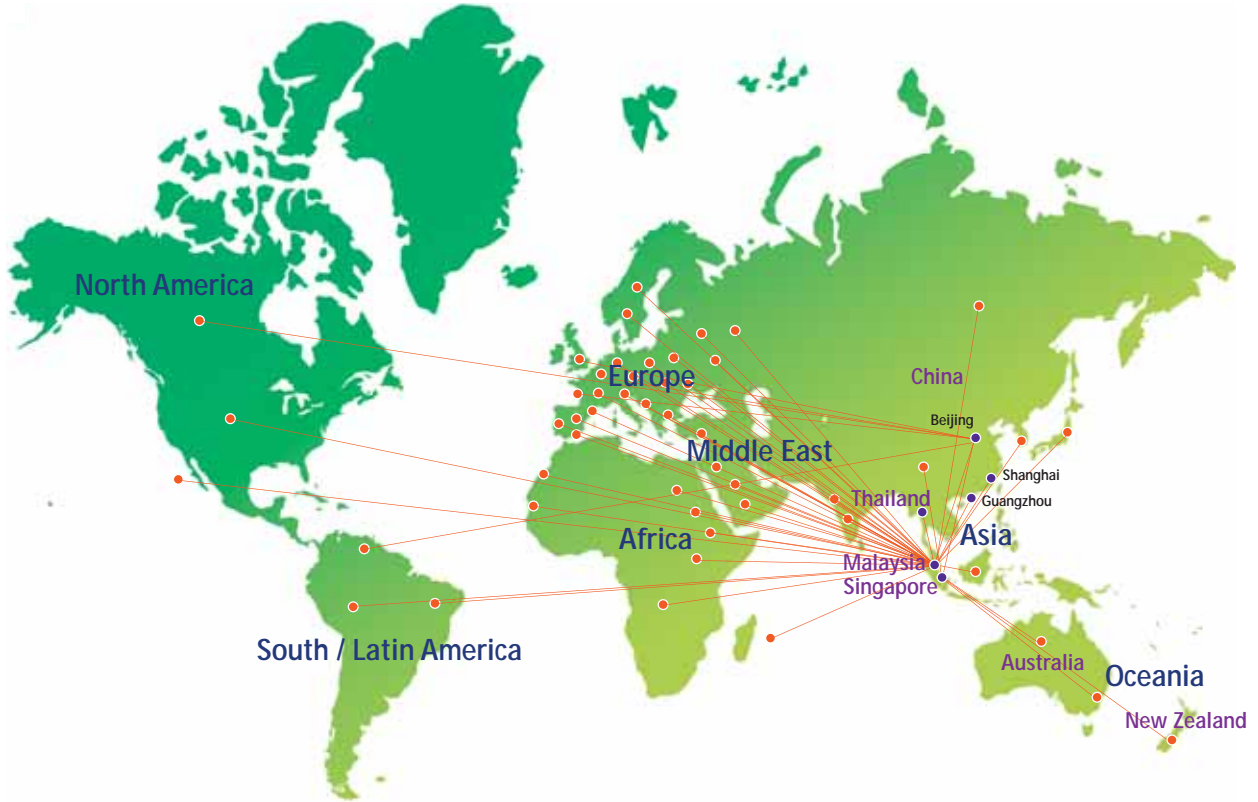 North America
Europe
China
Beijing
Middle East
Shanghai
Thailand
Guangzhou
Africa
Asia
Malaysia
Singapore
South / Latin America
Australia
Oceania
New Zealand